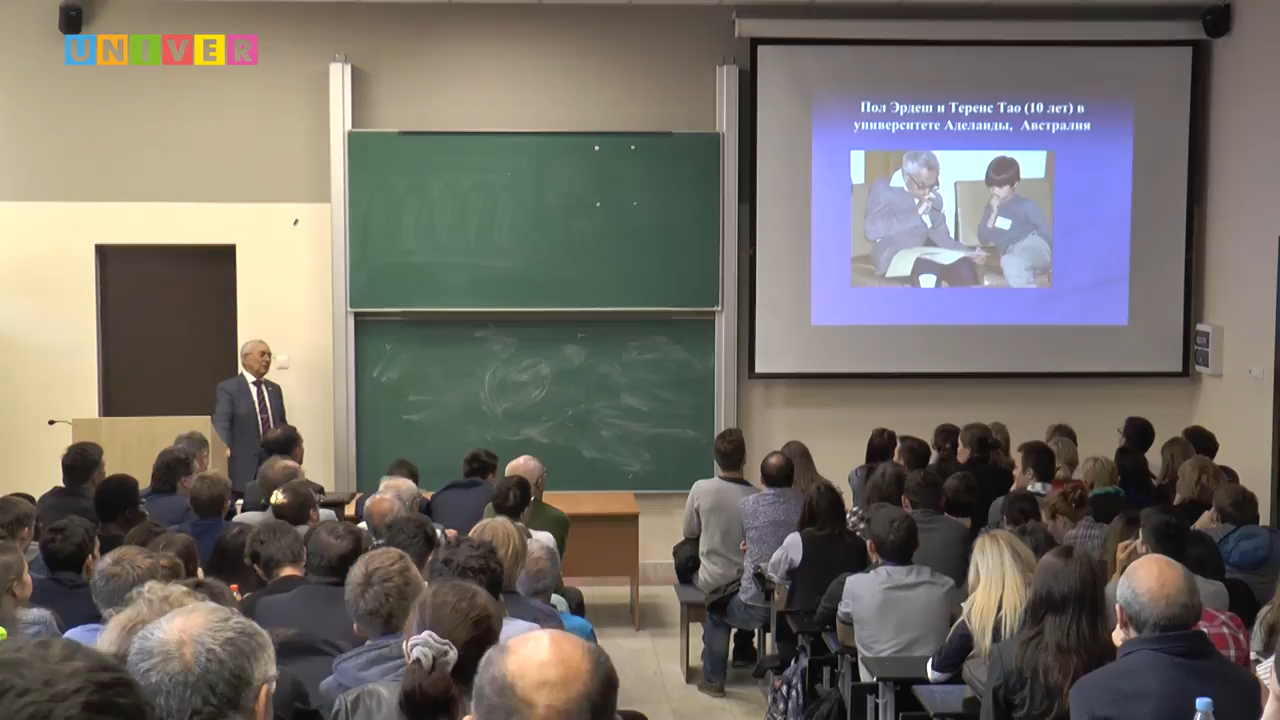 UNIVER
Пол Эрдеш и Теренс Тао (10 лет) в
университете Аделаиды, Австралия